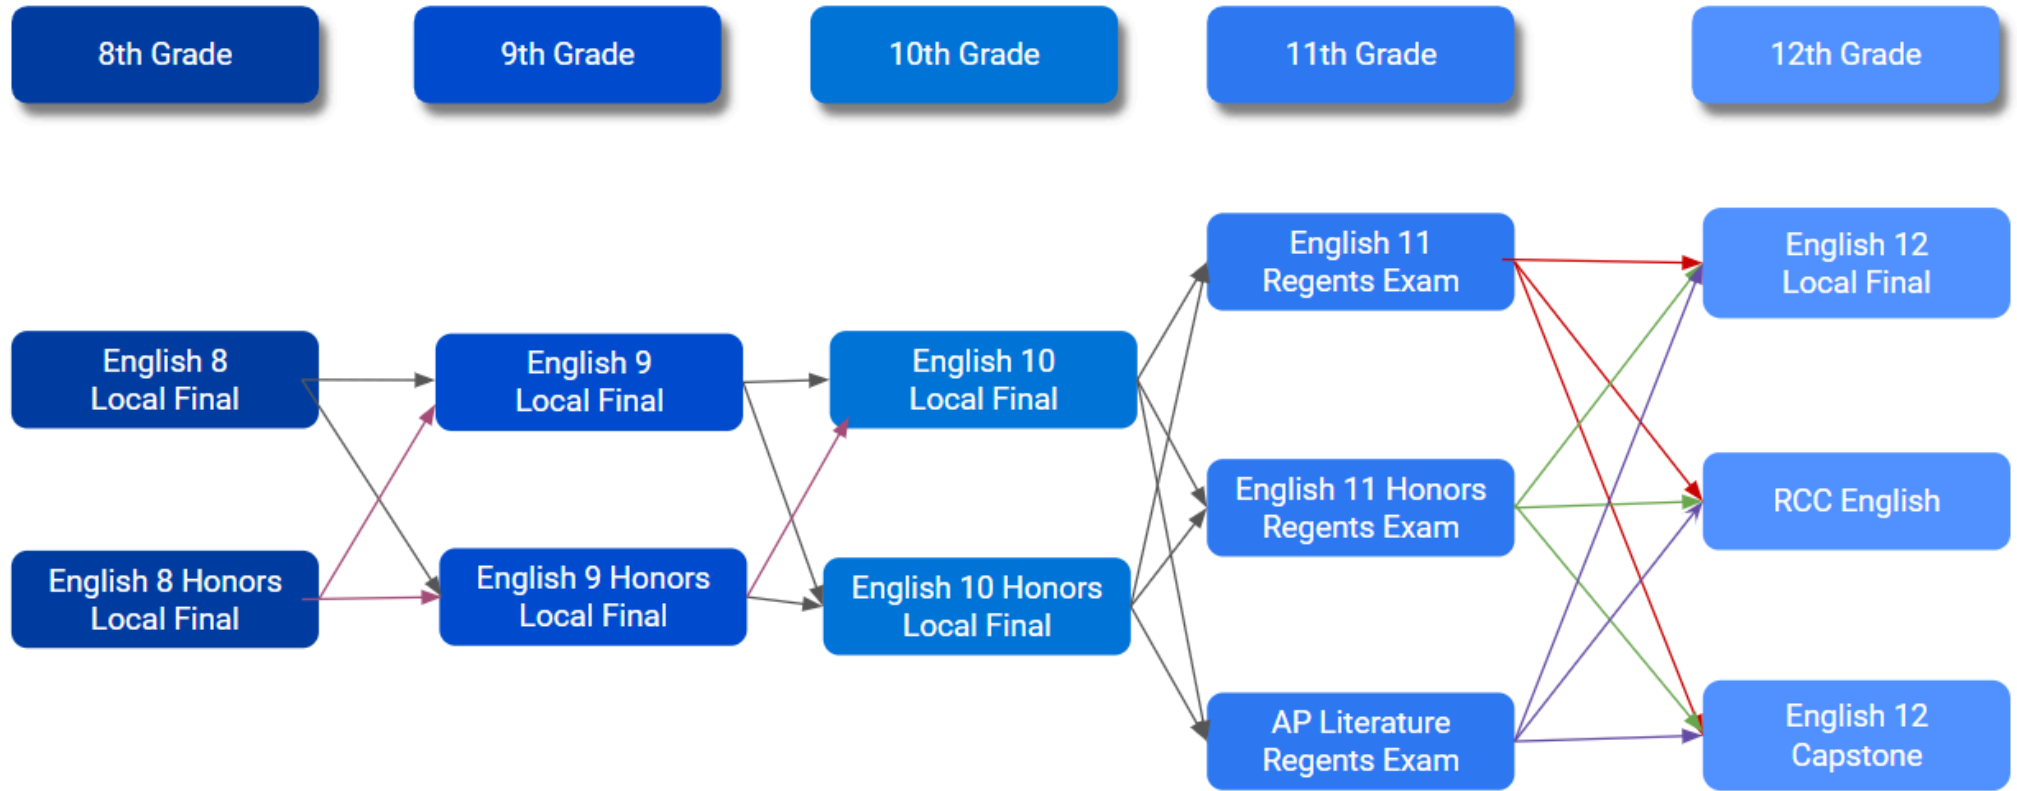 8th Grade
9th Grade
10th Grade
11th Grade
12th Grade
English 8
Local Final
English 8 Honors
Local Final
English 9
Local Final
English 9 Honors
Local Final
English 10
Local Final
English 10 Honors
Local Final
English 11
Regents Exam
English 11 Honors
Regents Exam
AP Literature
Regents Exam
English 12
Local Final
RCC English
English 12
Capstone